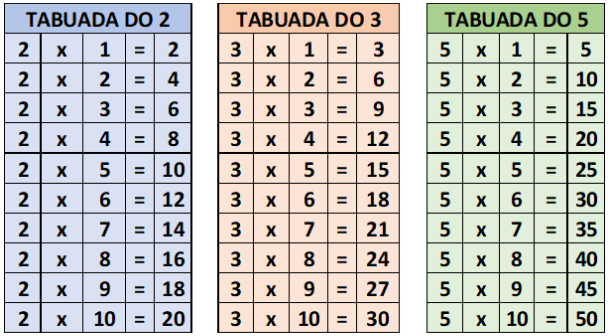 TABUADA DO 2
2 x 1 = 2
2 x 2 = 4
2 x 3 = 6
2 x 4 = 8
2 x 5 = 10
2 x 6 = 12
2 x 7 = 14
2 x 8 = 16
2 x 9 = 18
2 x 10 = 20
TABUADA DO 3
3 x 1 = 3
3 x 2 = 6
3 x 3 = 9
3 x 4 = 12
3 x 5 = 15
3 x 6 = 18
3 x 7 = 21
3 x 8 = 24
3 x 9 = 27
3 x 10 = 30
TABUADA DO 5
5 x 1 = 5
5 x 2 = 10
5 x 3 = 15
5 x 4 = 20
5 x 5 = 25
5 x 6 = 30
5 x 7 = 35
5 x 8 = 40
5 x 9 = 45
5 x 10 = 50